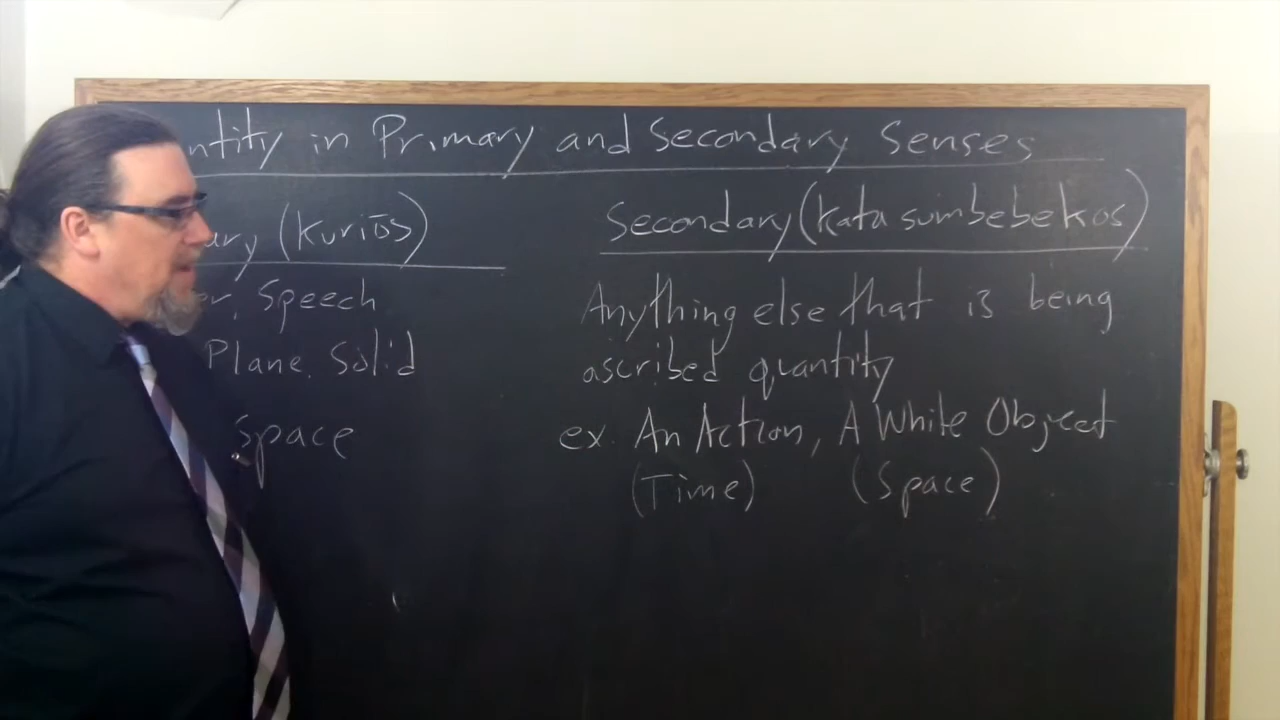 ntity in Primary and Secondary Senses
ary (Kuriōs)
Secondary (Kata sumbebekos)
er, Speech
Plane, Solid
Space
Anything else that is being
ascribed quantity
ex. An Action, A White Object
(Time) (Space)